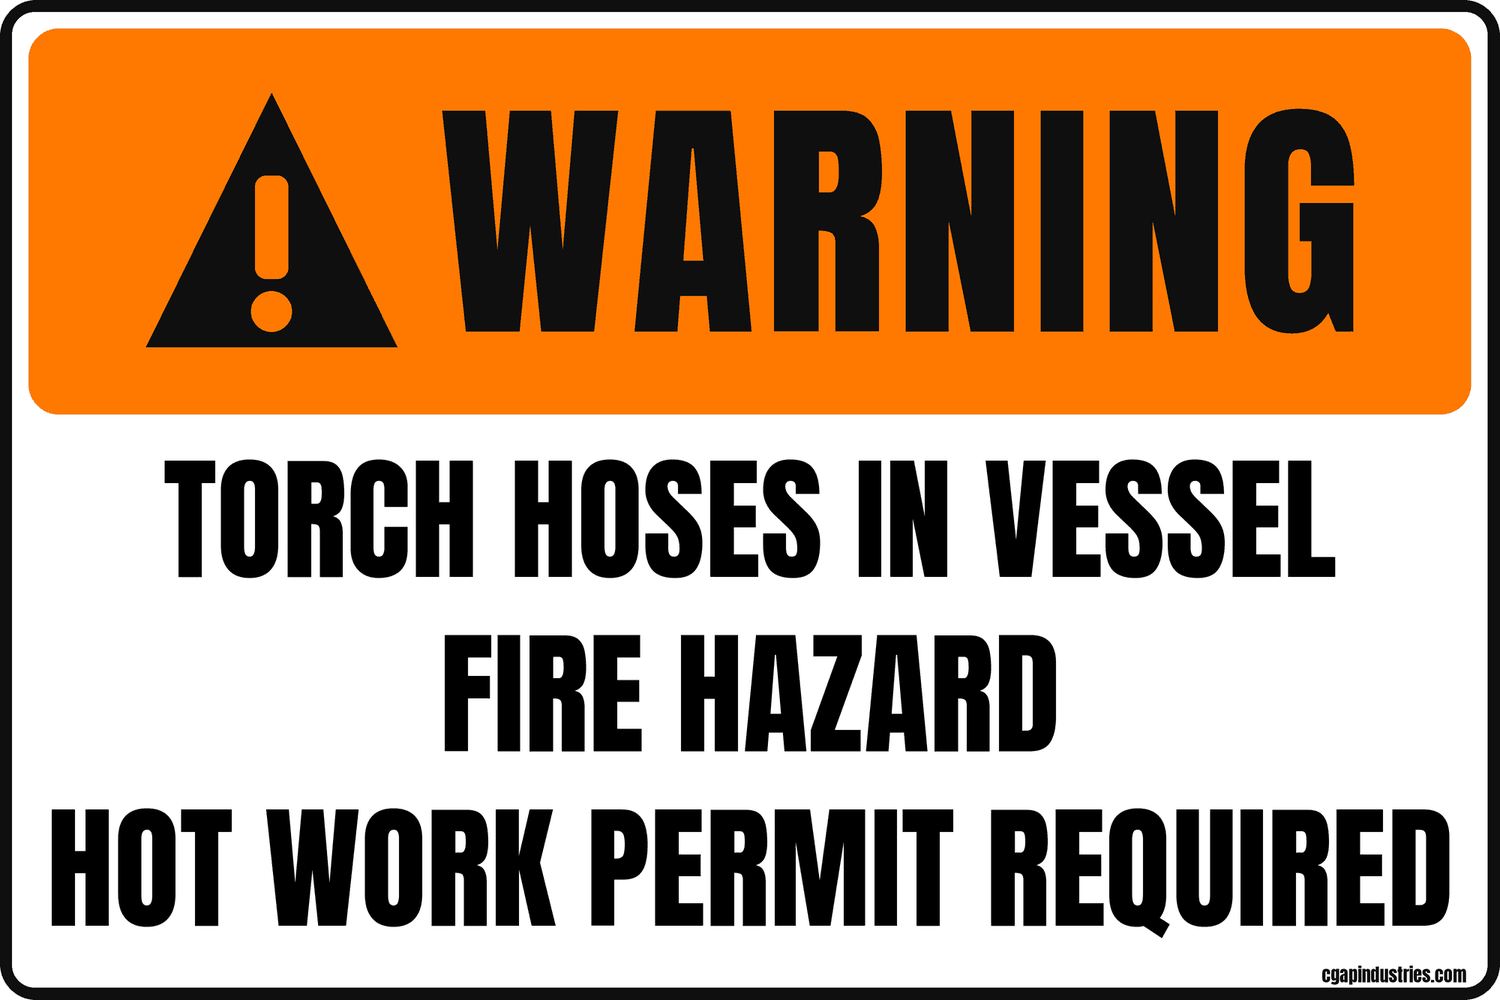 WARNING
TORCH HOSES IN VESSEL
FIRE HAZARD
HOT WORK PERMIT REQUIRED
cgapindustries.com